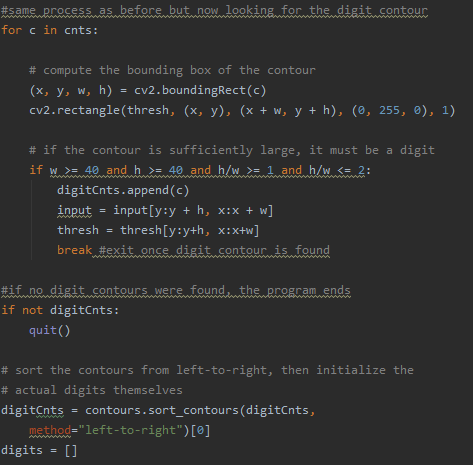 #same process as before but now looking for the digit contour
for c in cnts:
# compute the bounding box of the contour
(x, y, w, h) = cv2.boundingRect(c)
cv2.rectangle(thresh, (x, y), (x + w, y + h), (0, 255, 0), 1)
# if the contour is sufficiently large, it must be a digit
if w >= 40 and h >= 40 and h/w >= 1 and h/w <= 2:
digitCnts.append(c)
input = input[y:y + h, x:x + w]
thresh = thresh[y:y+h, x:x+w]
break #exit once digit contour is found
#if no digit contours were found, the program ends
if not digitCnts:
quit()
# sort the contours from left-to-right, then initialize the
# actual digits themselves
digitCnts = contours.sort_contours(digitCnts,
method="left-to-right")[0]
digits = []